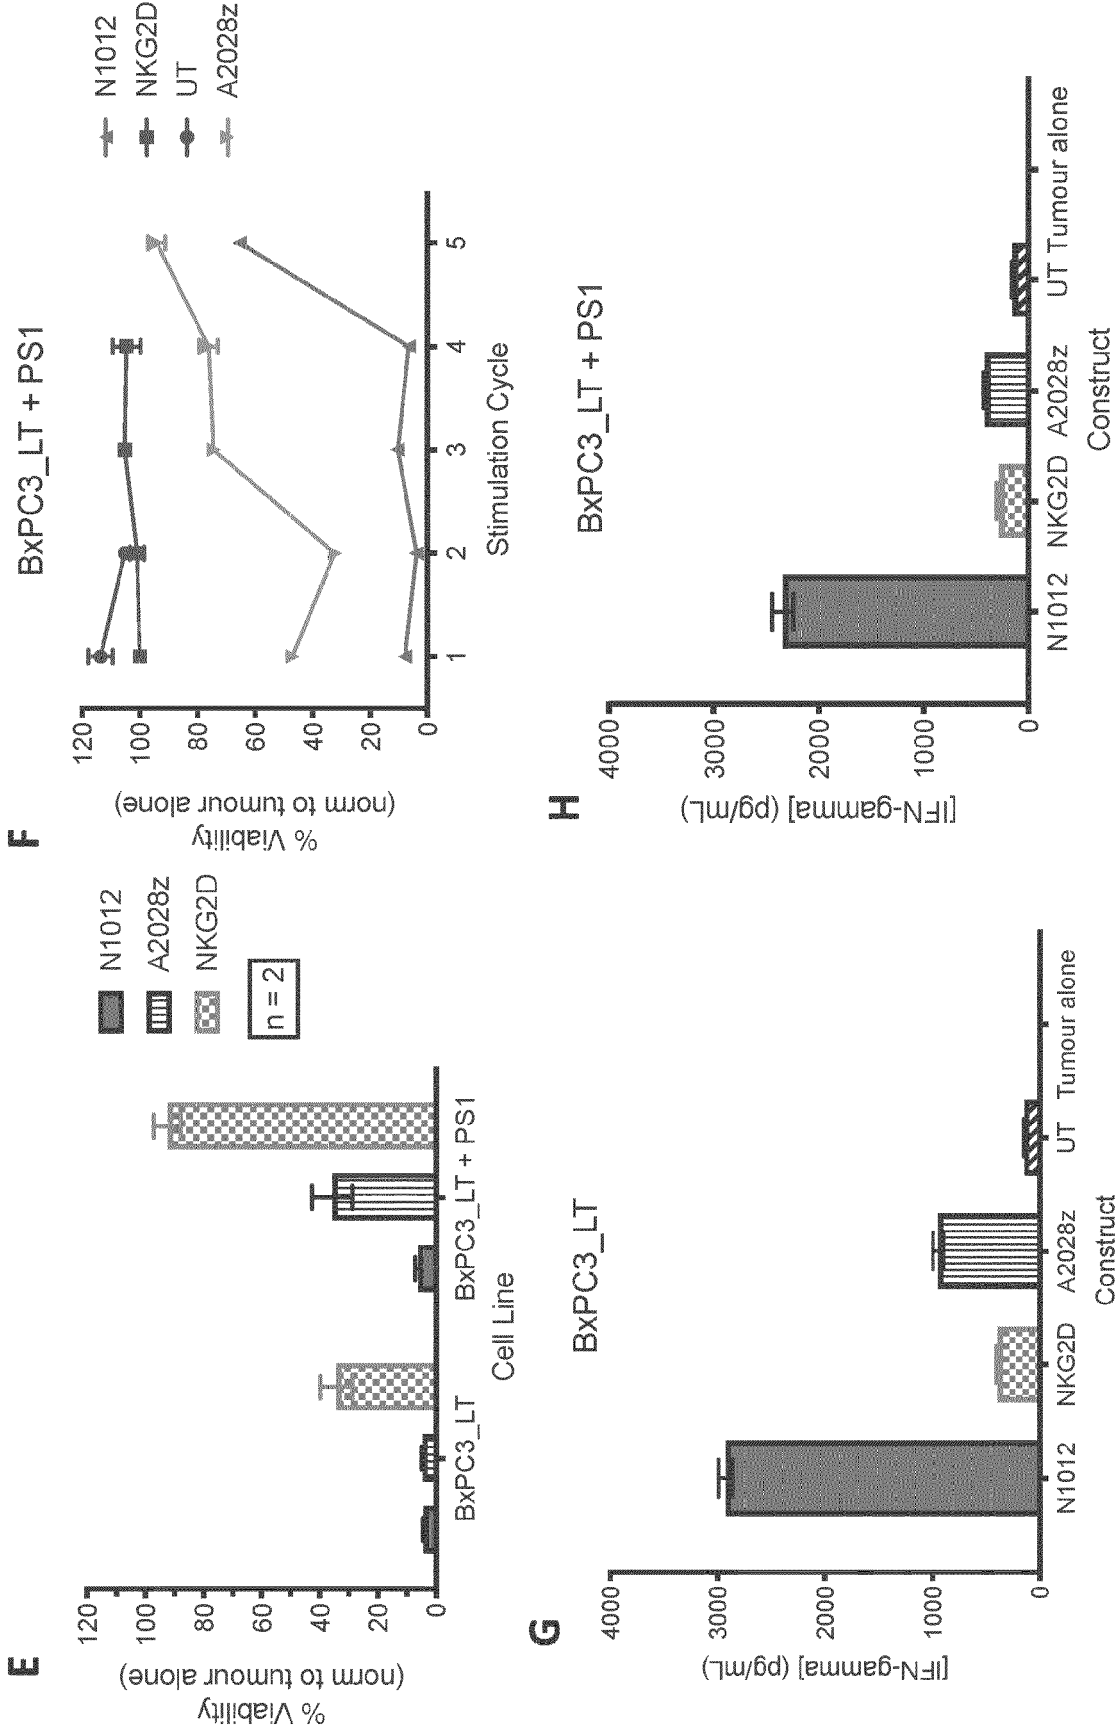 E
% Viability
(norm to tumour alone)
120
100
80
60
40
20
0
BxPC3_LT
BxPC3_LT + PS1
Cell Line
N1012
A2028z
NKG2D
n = 2
F
BxPC3_LT + PS1
% Viability
(norm to tumour alone)
120
100
80
60
40
20
0
1 2 3 4 5
Stimulation Cycle
N1012
NKG2D
UT
A2028z
G
BxPC3_LT
[IFN-gamma] (pg/mL)
4000
3000
2000
1000
0
N1012 NKG2D A2028z UT Tumour alone
Construct
H
BxPC3_LT + PS1
[IFN-gamma] (pg/mL)
4000
3000
2000
1000
0
N1012 NKG2D A2028z UT Tumour alone
Construct